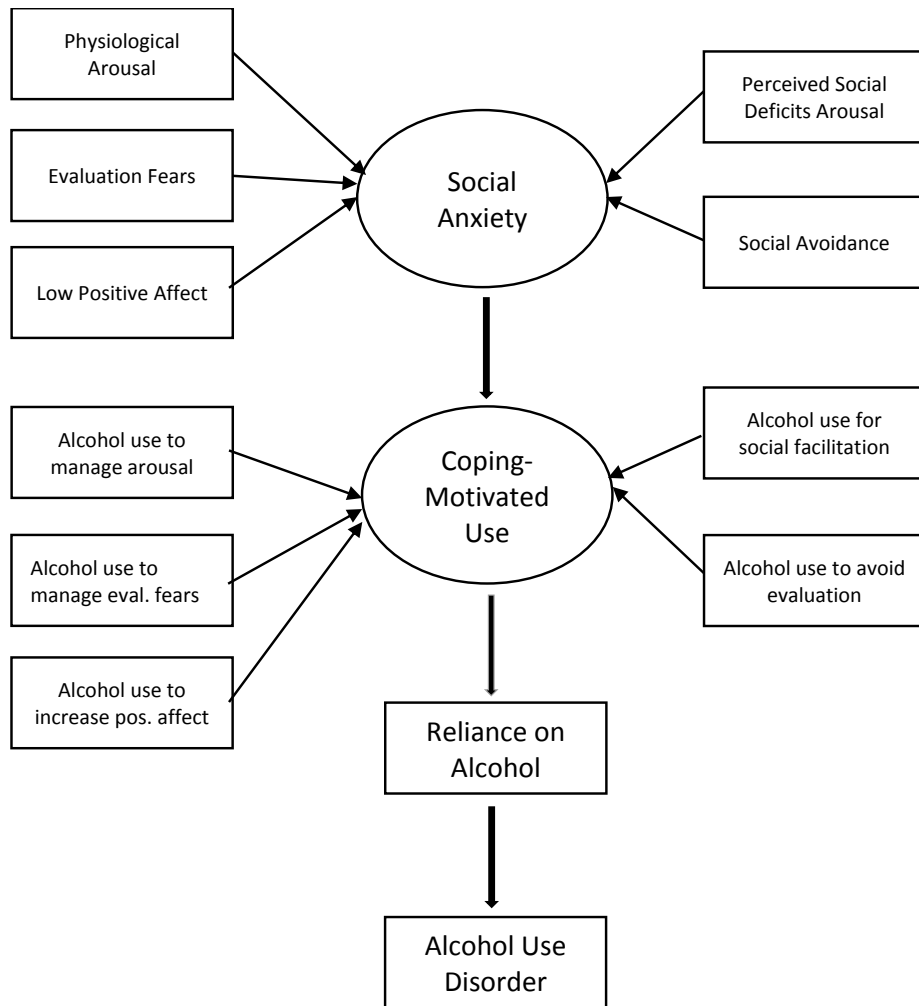 Physiological
Arousal
Perceived Social
Deficits Arousal
Evaluation Fears
Social
Anxiety
Social Avoidance
Low Positive Affect
Alcohol use to
manage arousal
Alcohol use for
social facilitation
Coping-
Motivated
Use
Alcohol use to
manage eval. fears
Alcohol use to avoid
evaluation
Alcohol use to
increase pos. affect
Reliance on
Alcohol
Alcohol Use
Disorder